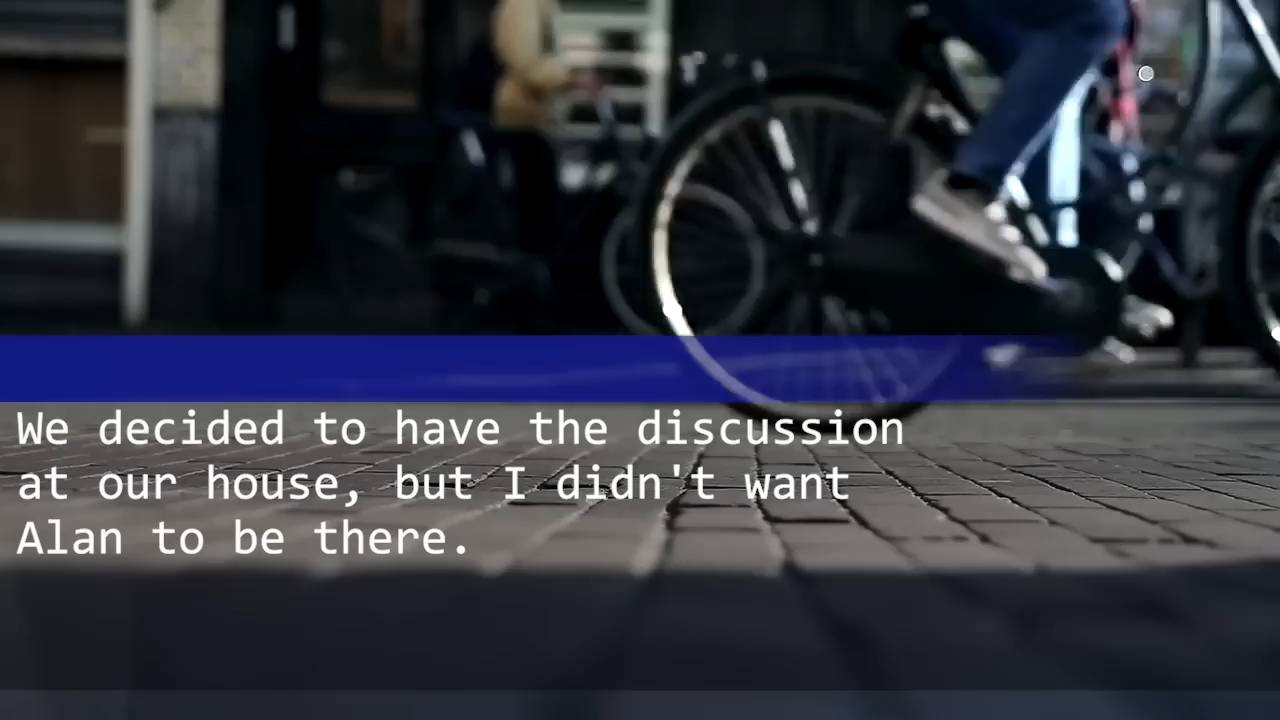 We decided to have the discussion
at our house, but I didn't want
Alan to be there.